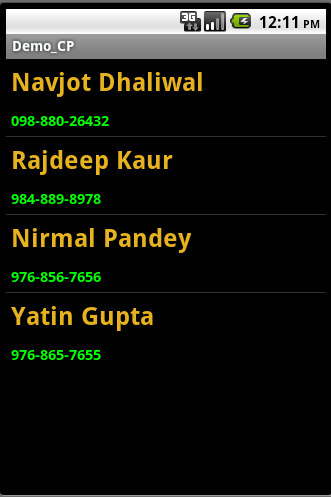 3G 12:11 PM
Demo_CP
Navjot Dhaliwal
098-880-26432
Rajdeep Kaur
984-889-8978
Nirmal Pandey
976-856-7656
Yatin Gupta
976-865-7655